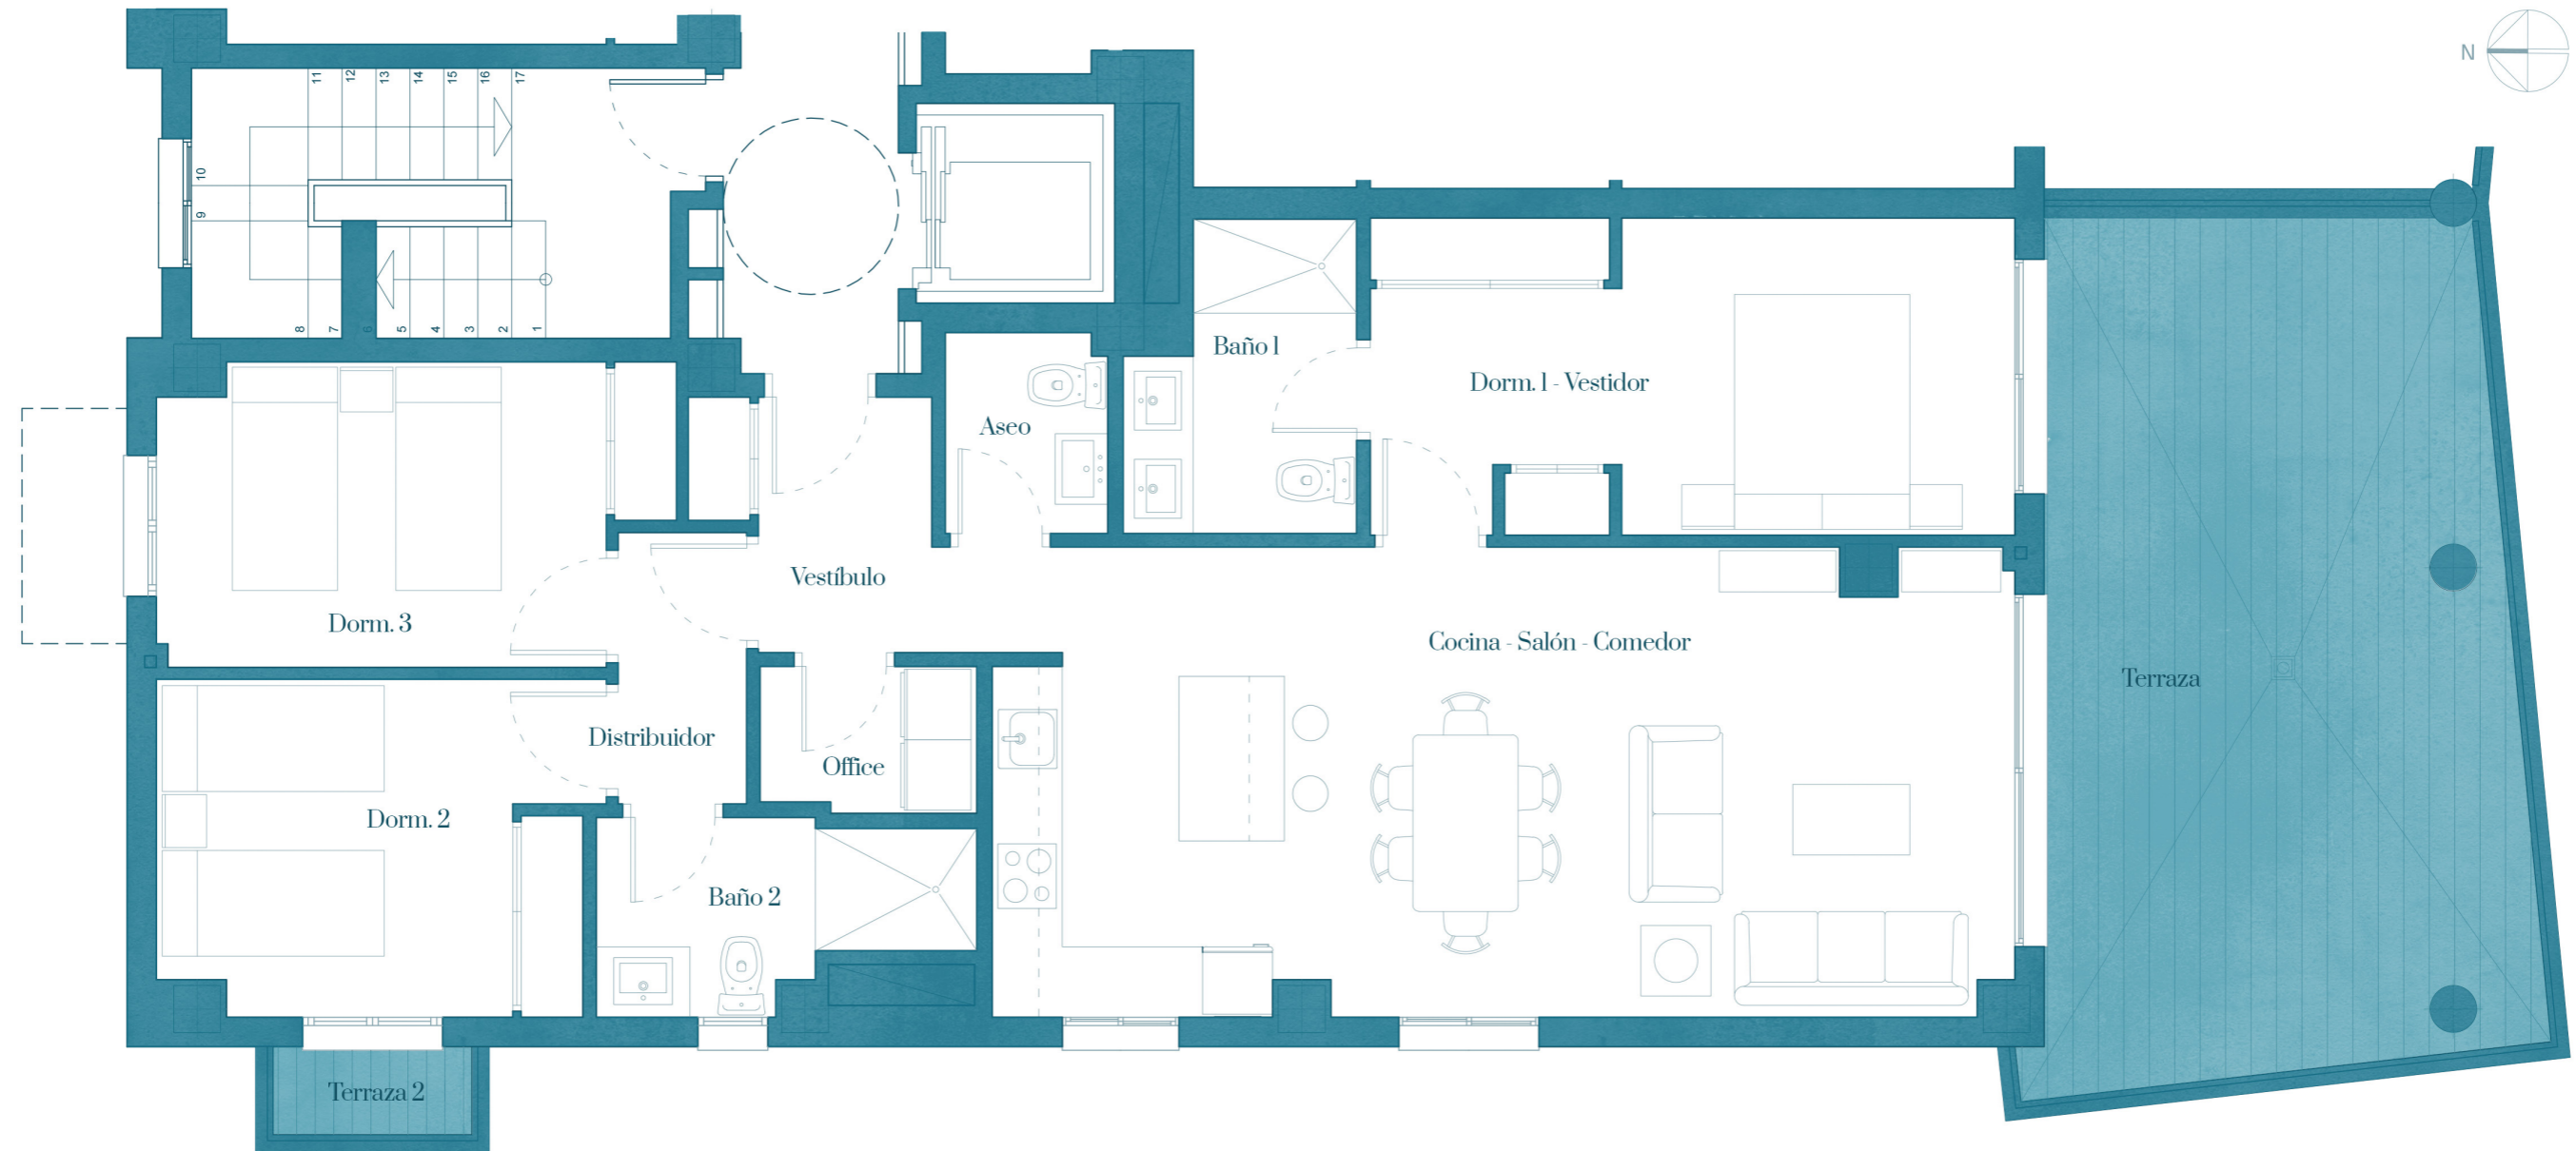 N
11
12
13
14
15
16
17
10
9
8
7
6
5
4
3
2
1
Baño 1
Dorm. 1 - Vestidor
Aseo
Vestíbulo
Dorm. 3
Cocina - Salón - Comedor
Terraza
Distribuidor
Office
Dorm. 2
Baño 2
Terraza 2